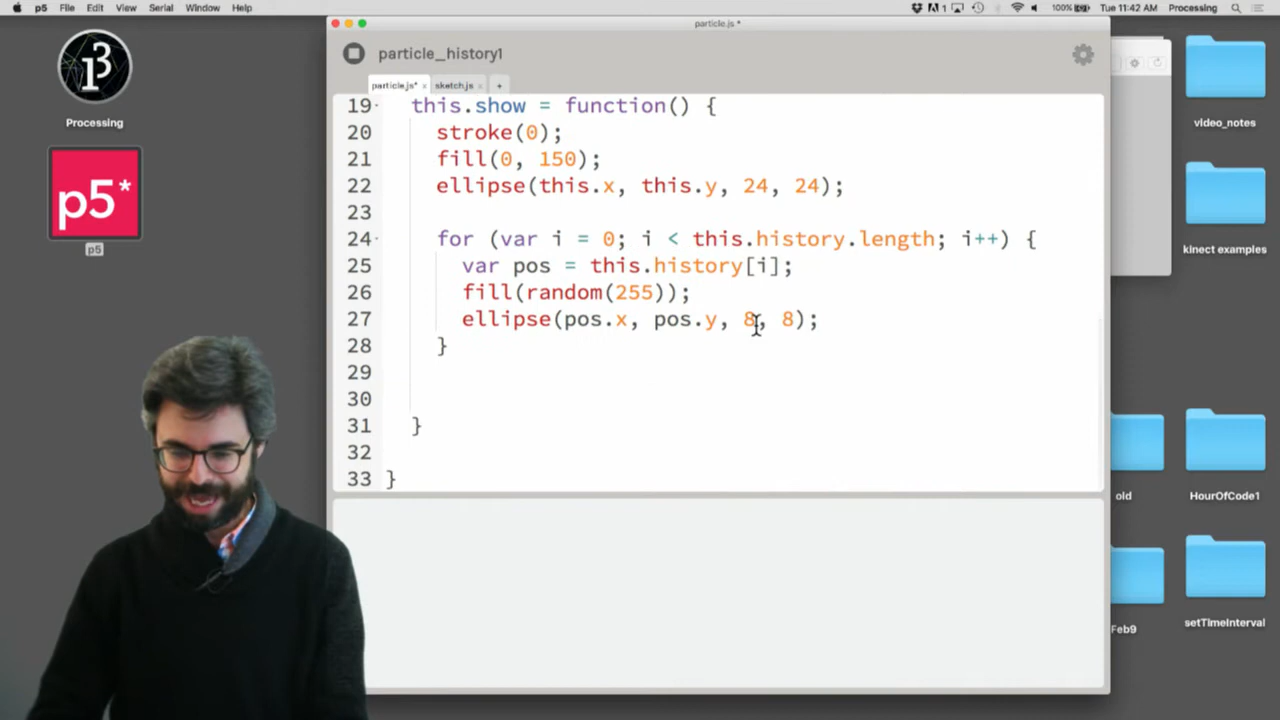 p5 File Edit View Serial Window Help
1 100% Tue 11:42 AM Processing
particle.js *
particle_history1
particle.js* × sketch.js × +
19 this.show = function() {
20 stroke(0);
21 fill(0, 150);
22 ellipse(this.x, this.y, 24, 24);
23
24 for (var i = 0; i < this.history.length; i++) {
25 var pos = this.history[i];
26 fill(random(255));
27 ellipse(pos.x, pos.y, 8, 8);
28 }
29
30
31 }
32
33 }
13
Processing
p5*
p5
video_notes
kinect examples
old
HourOfCode1
Feb9
setTimeInterval